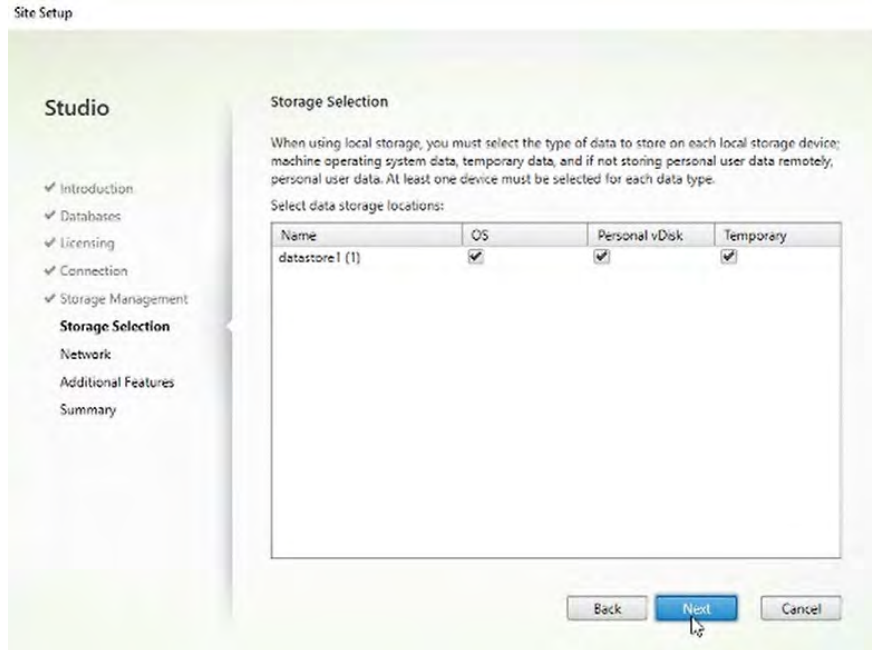 Site Setup
Studio
Introduction
Databases
Licensing
Connection
Storage Management
Storage Selection
Network
Additional Features
Summary
Storage Selection
When using local storage, you must select the type of data to store on each local storage device;
machine operating system data, temporary data, and if not storing personal user data remotely,
personal user data. At least one device must be selected for each data type.
Select data storage locations:
Name OS Personal vDisk Temporary
datastore1 (1)
Back Next Cancel